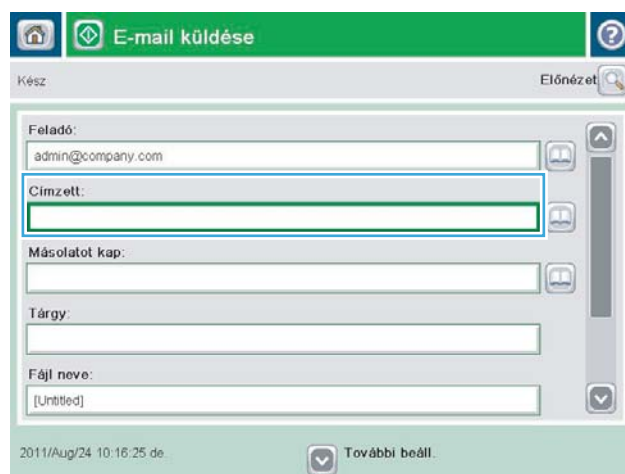 E-mail küldése
Kész
Előnézet
Feladó:
admin@company.com
Címzett:
Másolatot kap:
Tárgy:
Fájl neve:
[Untitled]
2011/Aug/24 10:16:25 de.
További beáll.